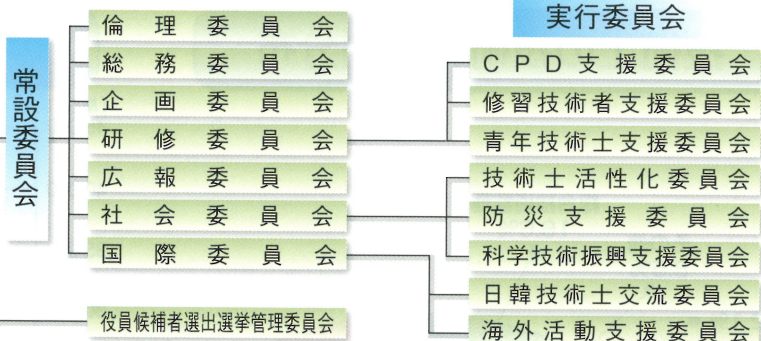 常設委員会
倫理委員会
総務委員会
企画委員会
研修委員会
広報委員会
社会委員会
国際委員会
役員候補者選出選挙管理委員会
実行委員会
CPD支援委員会
修習技術者支援委員会
青年技術士支援委員会
技術士活性化委員会
防災支援委員会
科学技術振興支援委員会
日韓技術士交流委員会
海外活動支援委員会